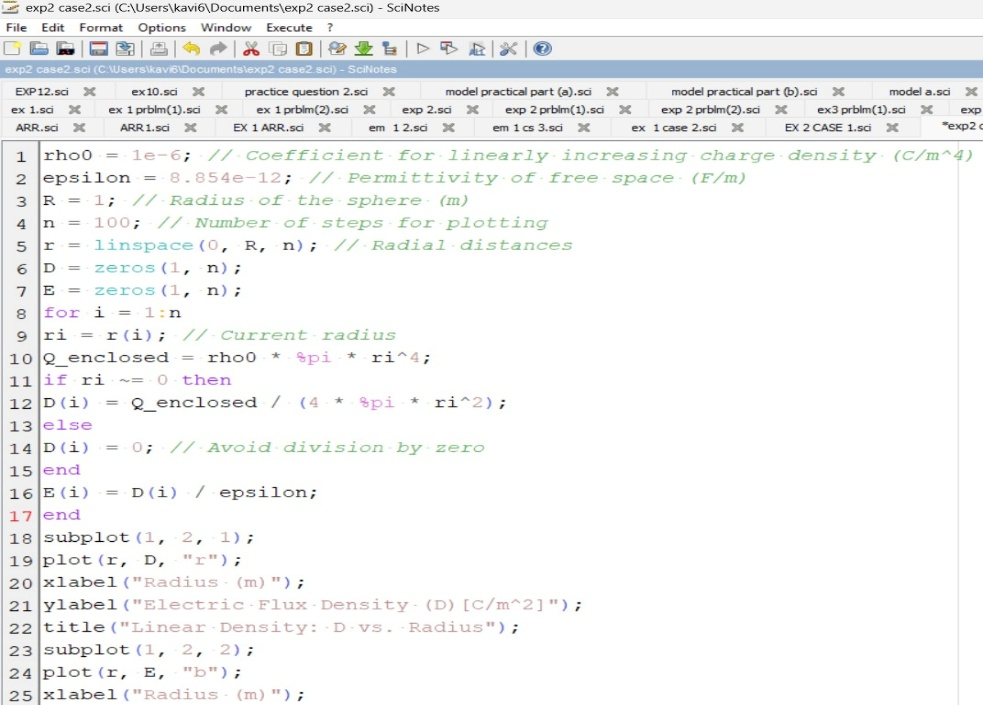 exp2 case2.sci (C:\Users\kavi6\Documents\exp2 case2.sci) - SciNotes
File Edit Format Options Window Execute ?
exp2 case2.sci (C:\Users\kavi6\Documents\exp2 case2.sci) - SciNotes
EXP12.sci ex10.sci practice question 2.sci model practical part (a).sci model practical part (b).sci model a.sci
ex 1.sci ex 1 prblm(1).sci ex 1 prblm(2).sci exp 2.sci exp 2 prblm(1).sci exp 2 prblm(2).sci ex3 prblm(1).sci exp
ARR.sci ARR1.sci EX 1 ARR.sci em 1 2.sci em 1 cs 3.sci ex 1 case 2.sci EX 2 CASE 1.sci *exp2 c
1 rho0 = 1e-6; // Coefficient for linearly increasing charge density (C/m^4)
2 epsilon = 8.854e-12; // Permittivity of free space (F/m)
3 R = 1; // Radius of the sphere (m)
4 n = 100; // Number of steps for plotting
5 r = linspace(0, R, n); // Radial distances
6 D = zeros(1, n);
7 E = zeros(1, n);
8 for i = 1:n
9 ri = r(i); // Current radius
10 Q_enclosed = rho0 * %pi * ri^4;
11 if ri ~= 0 then
12 D(i) = Q_enclosed / (4 * %pi * ri^2);
13 else
14 D(i) = 0; // Avoid division by zero
15 end
16 E(i) = D(i) / epsilon;
17 end
18 subplot(1, 2, 1);
19 plot(r, D, "r");
20 xlabel("Radius (m)");
21 ylabel("Electric Flux Density (D)[C/m^2]");
22 title("Linear Density: D vs. Radius");
23 subplot(1, 2, 2);
24 plot(r, E, "b");
25 xlabel("Radius (m)");